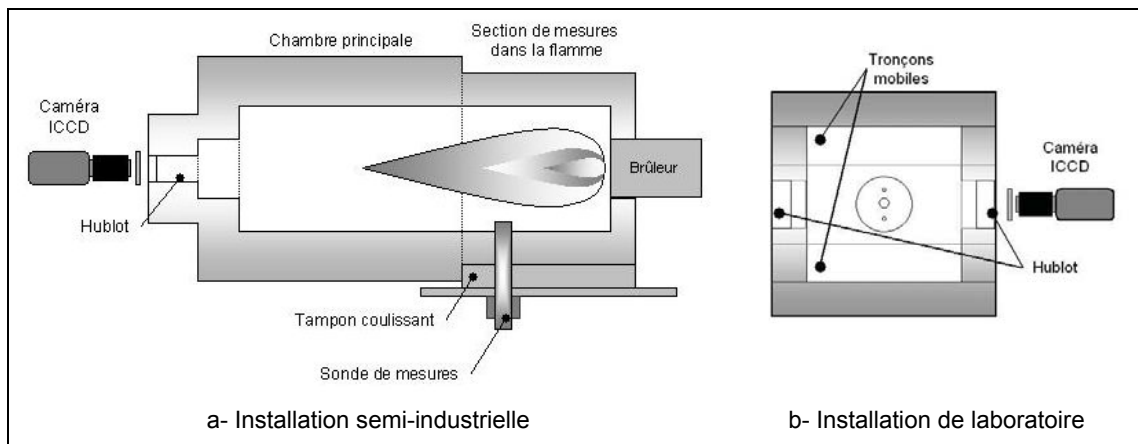 Chambre principale
Section de mesures
dans la flamme
Caméra
ICCD
Brûleur
Hublot
Tampon coulissant
Sonde de mesures
a- Installation semi-industrielle
Tronçons
mobiles
Caméra
ICCD
Hublot
b- Installation de laboratoire